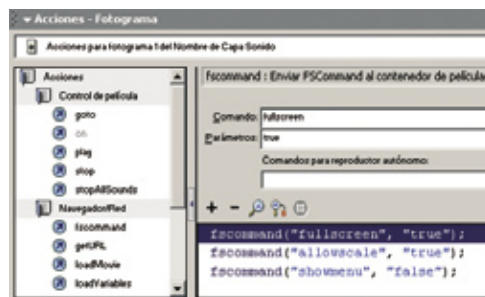 Acciones - Fotograma
Acciones para fotograma 1 del Nombre de Capa Sonido
Acciones
Control de película
goto
on
play
stop
stopAllSounds
Navegador/Red
fscommand
getURL
loadMovie
loadVariables
fscommand : Enviar FSCommand al contenedor de película
Comando: fullscreen
Parámetros: true
Comandos para reproductor autónomo:
fscommand("fullscreen", "true");
fscommand("allowscale", "true");
fscommand("showmenu", "false");